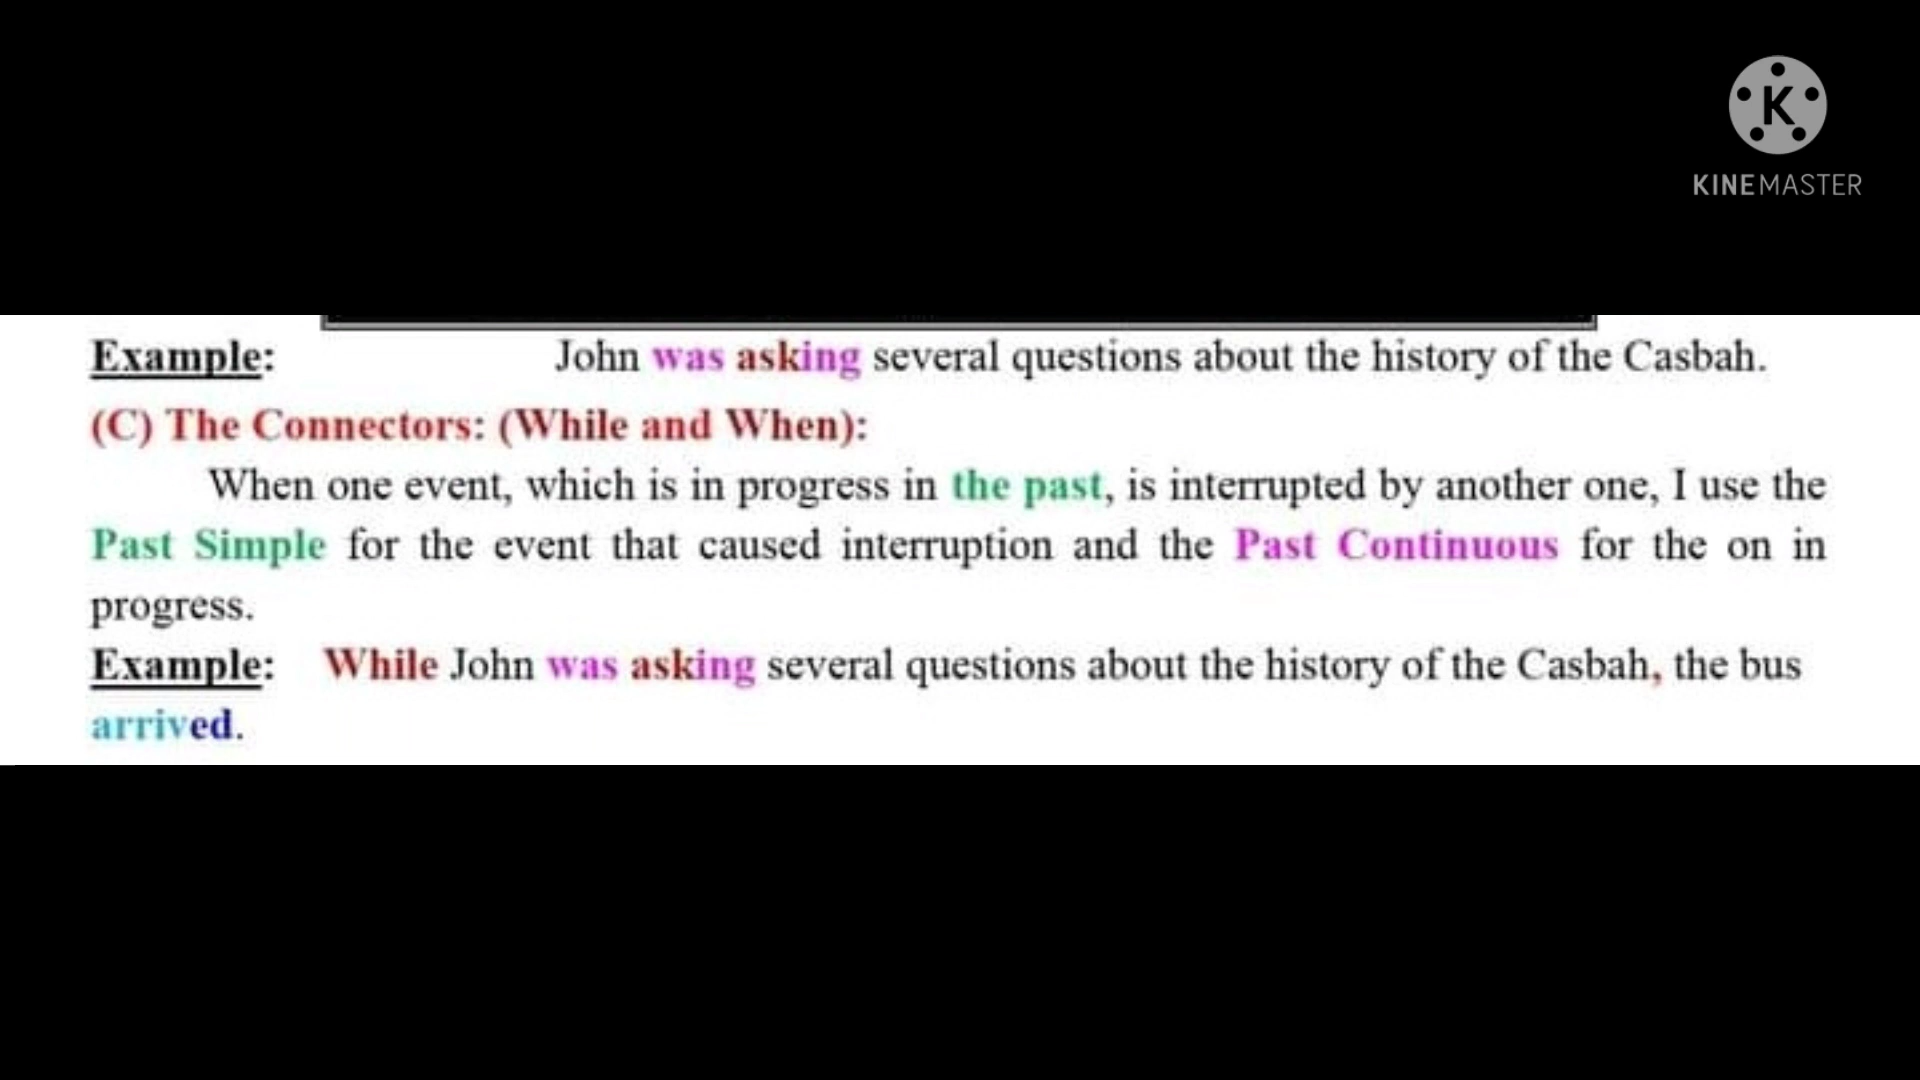 K
KINEMASTER
Example: John was asking several questions about the history of the Casbah.
(C) The Connectors: (While and When):
When one event, which is in progress in the past, is interrupted by another one, I use the
Past Simple for the event that caused interruption and the Past Continuous for the on in
progress.
Example: While John was asking several questions about the history of the Casbah, the bus
arrived.